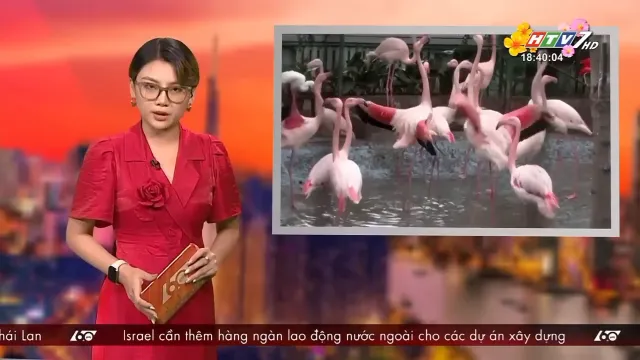 HTV7 HD
18:40:04
hái Lan 60 Israel cần thêm hàng ngàn lao động nước ngoài cho các dự án xây dựng 60